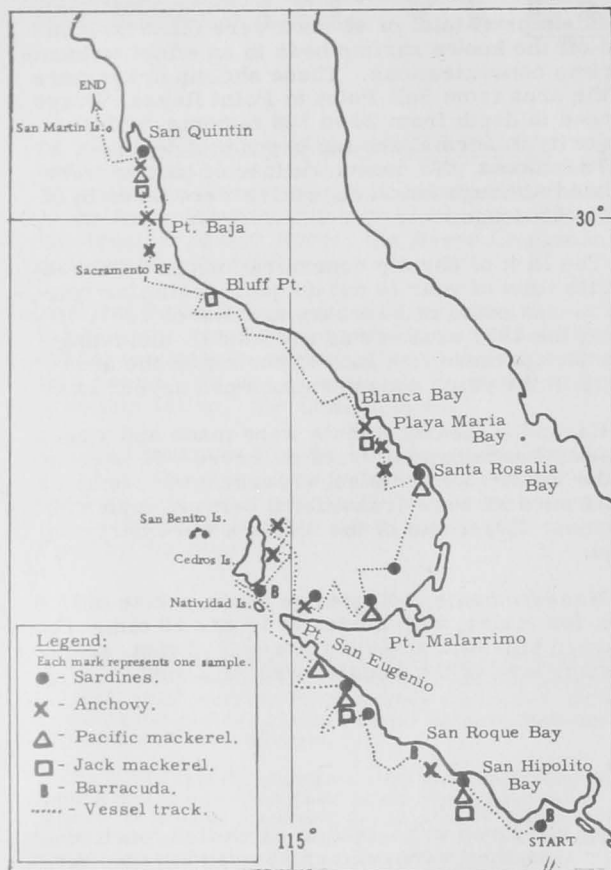 END
San Martin Is.
San Quintin
30°
Pt. Baja
Sacramento RF.
Bluff Pt.
Blanca Bay
Playa Maria
Bay
Santa Rosalia
Bay
San Benito Is.
Cedros Is.
B
Natividad Is.
Pt. San Eugenio
Pt. Malarrimo
Legend:
Each mark represents one sample.
- Sardines.
- Anchovy.
- Pacific mackerel.
- Jack mackerel.
B - Barracuda.
- Vessel track.
San Roque Bay
B
San Hipolito
Bay
B
START
115°